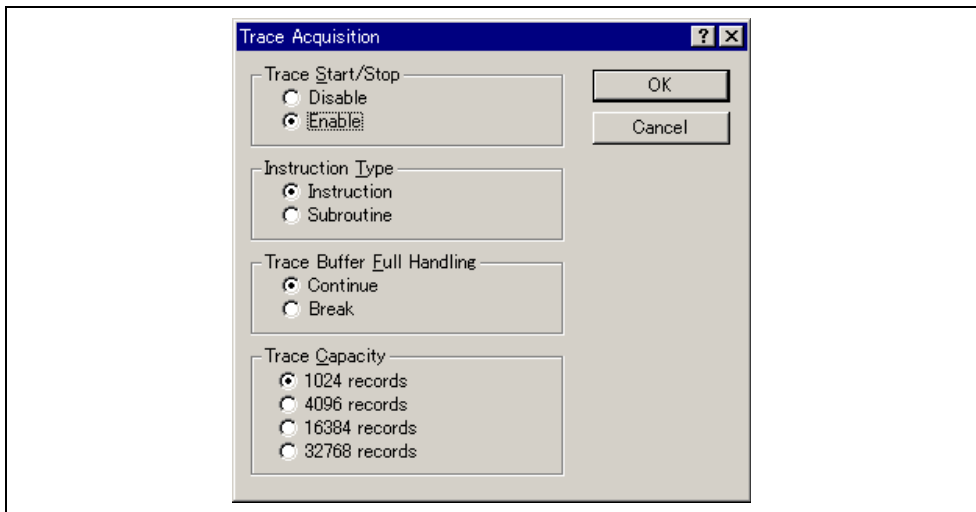 Trace Acquisition
Trace Start/Stop
Disable
Enable
OK
Cancel
Instruction Type
Instruction
Subroutine
Trace Buffer Full Handling
Continue
Break
Trace Capacity
1024 records
4096 records
16384 records
32768 records